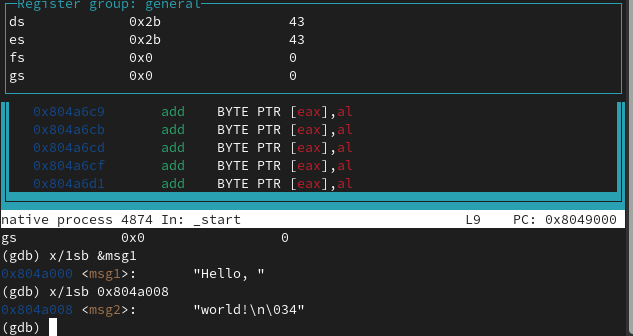 Register group: general
ds 0x2b 43
es 0x2b 43
fs 0x0 0
gs 0x0 0
0x804a6c9 add BYTE PTR [eax],al
0x804a6cb add BYTE PTR [eax],al
0x804a6cd add BYTE PTR [eax],al
0x804a6cf add BYTE PTR [eax],al
0x804a6d1 add BYTE PTR [eax],al
native process 4874 In: _start L9 PC: 0x8049000
gs 0x0 0
(gdb) x/1sb &msg1
0x804a000 <msg1>: "Hello, "
(gdb) x/1sb 0x804a008
0x804a008 <msg2>: "world!\n\034"
(gdb)